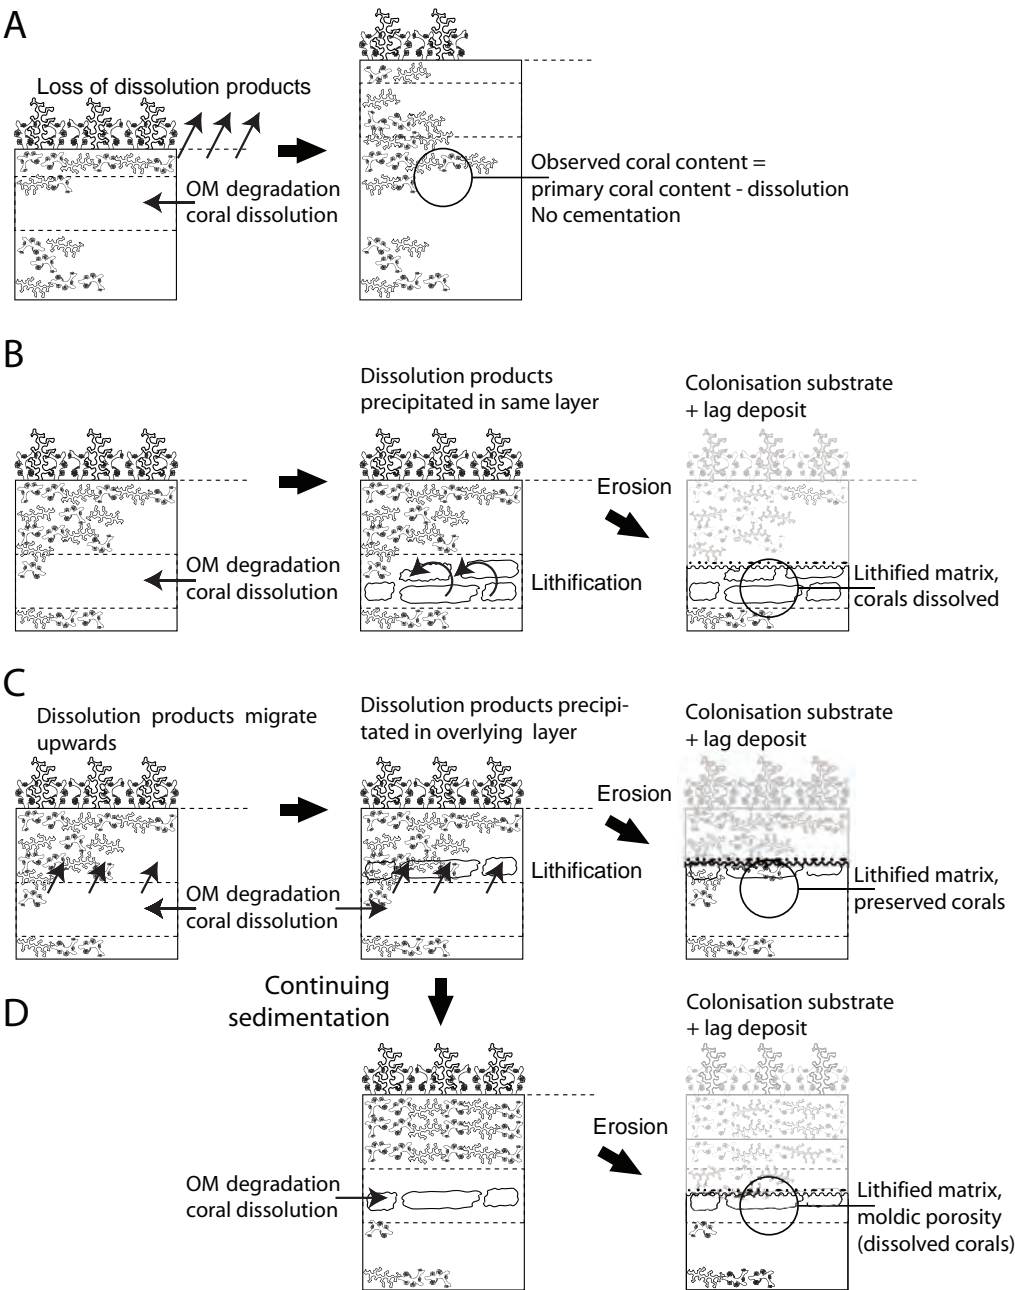 A
Loss of dissolution products
OM degradation
coral dissolution
Observed coral content =
primary coral content - dissolution
No cementation
B
Dissolution products
precipitated in same layer
Colonisation substrate
+ lag deposit
OM degradation
coral dissolution
Lithification
Erosion
Lithified matrix,
corals dissolved
C
Dissolution products migrate
upwards
Dissolution products precipi-
tated in overlying layer
Colonisation substrate
+ lag deposit
OM degradation
coral dissolution
Lithification
Erosion
Lithified matrix,
preserved corals
Continuing
sedimentation
D
Colonisation substrate
+ lag deposit
OM degradation
coral dissolution
Erosion
Lithified matrix,
moldic porosity
(dissolved corals)